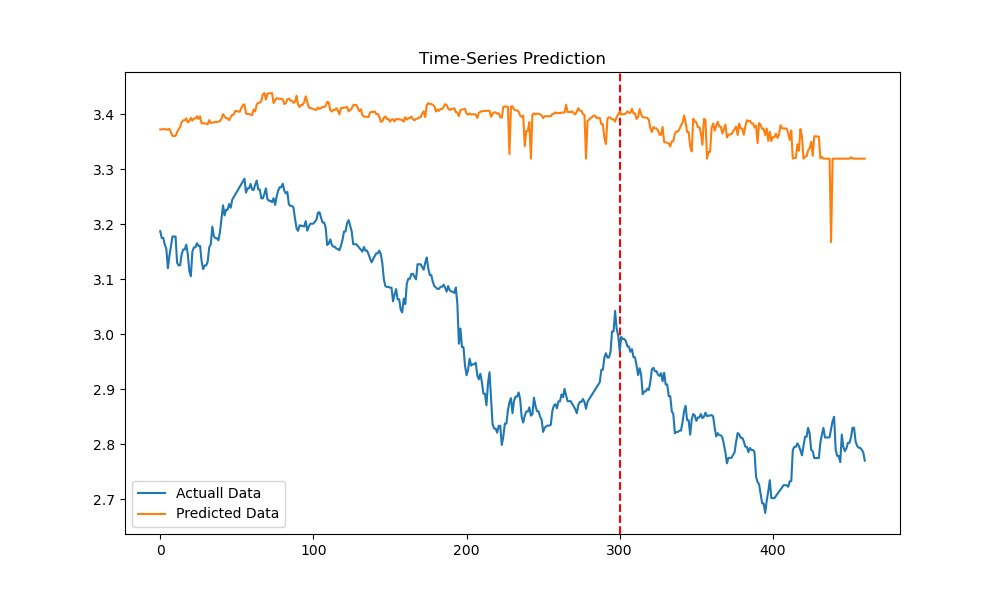 Time-Series Prediction
3.4
3.3
3.2
3.1
3.0
2.9
2.8
2.7
Actuall Data
Predicted Data
0 100 200 300 400